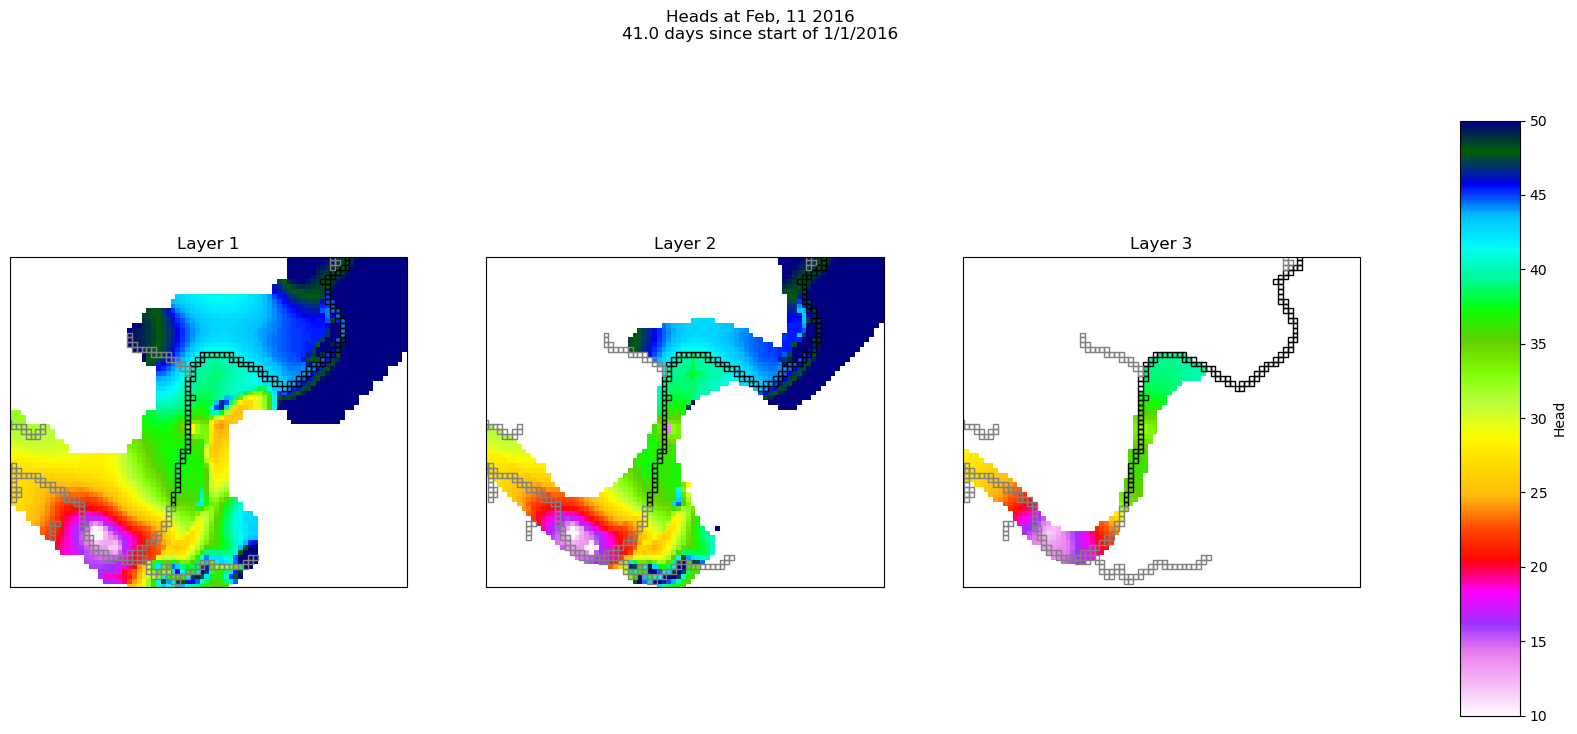 Heads at Feb, 11 2016
41.0 days since start of 1/1/2016
Layer 1
Layer 2
Layer 3
50
45
40
35
30
25
20
15
10
Head